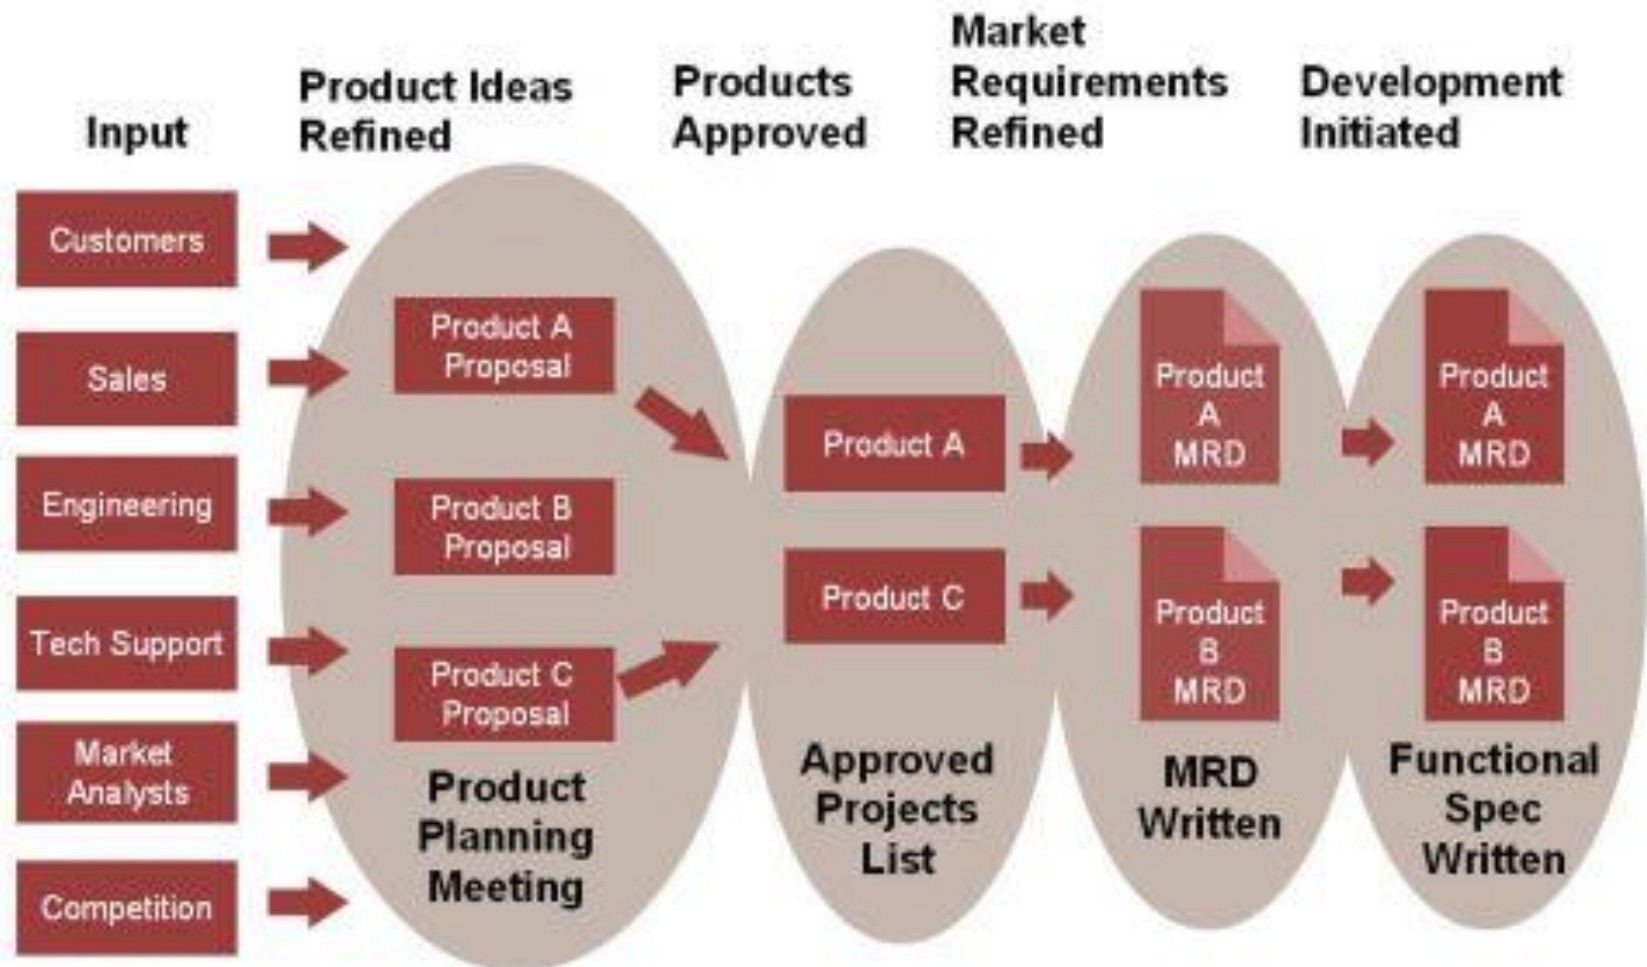 Input
Product Ideas
Refined
Products
Approved
Market
Requirements
Refined
Development
Initiated
Customers
Sales
Engineering
Tech Support
Market
Analysts
Competition
Product A
Proposal
Product B
Proposal
Product C
Proposal
Product
Planning
Meeting
Product A
Product C
Approved
Projects
List
Product
A
MRD
Product
B
MRD
MRD
Written
Product
A
MRD
Product
B
MRD
Functional
Spec
Written